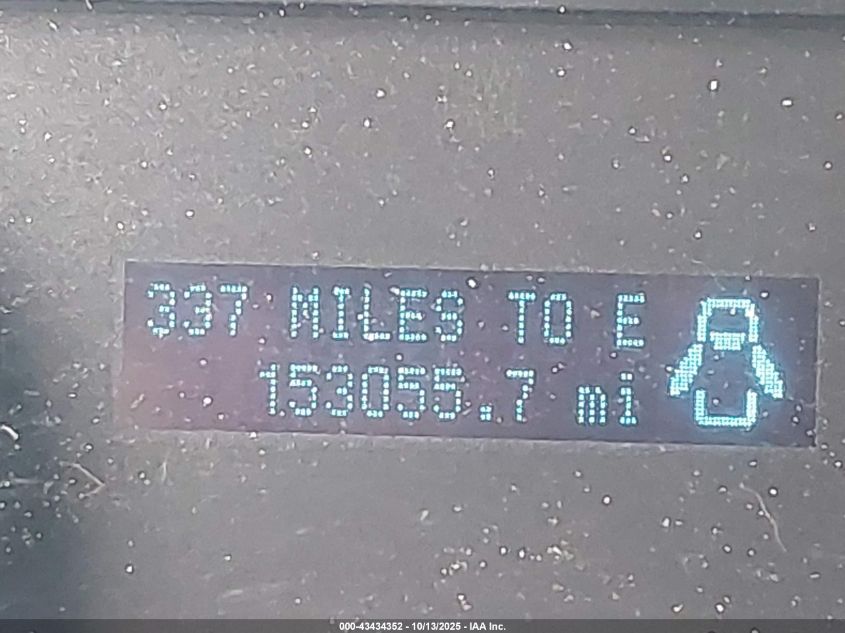 337 MILES TO E
153055.7 mi
000-43434352 - 10/13/2025 - IAA Inc.